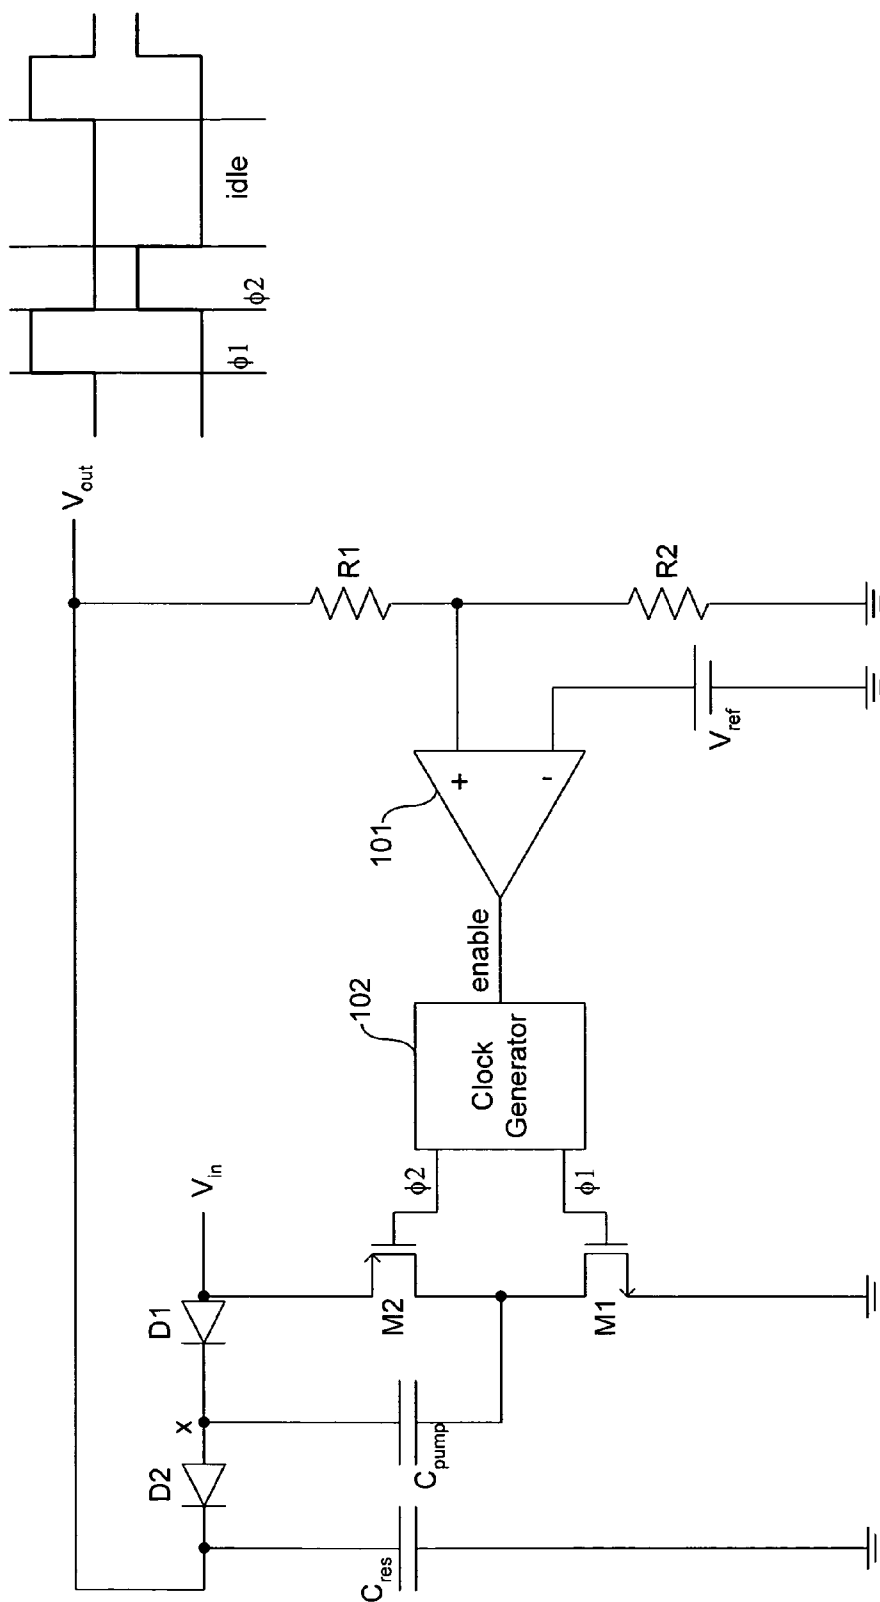 idle
ϕ2
ϕ1
V_out
R1
R2
V_ref
+
-
101
enable
102
Clock
Generator
ϕ2
ϕ1
V_in
D1
M2
M1
x
D2
C_pump
C_res